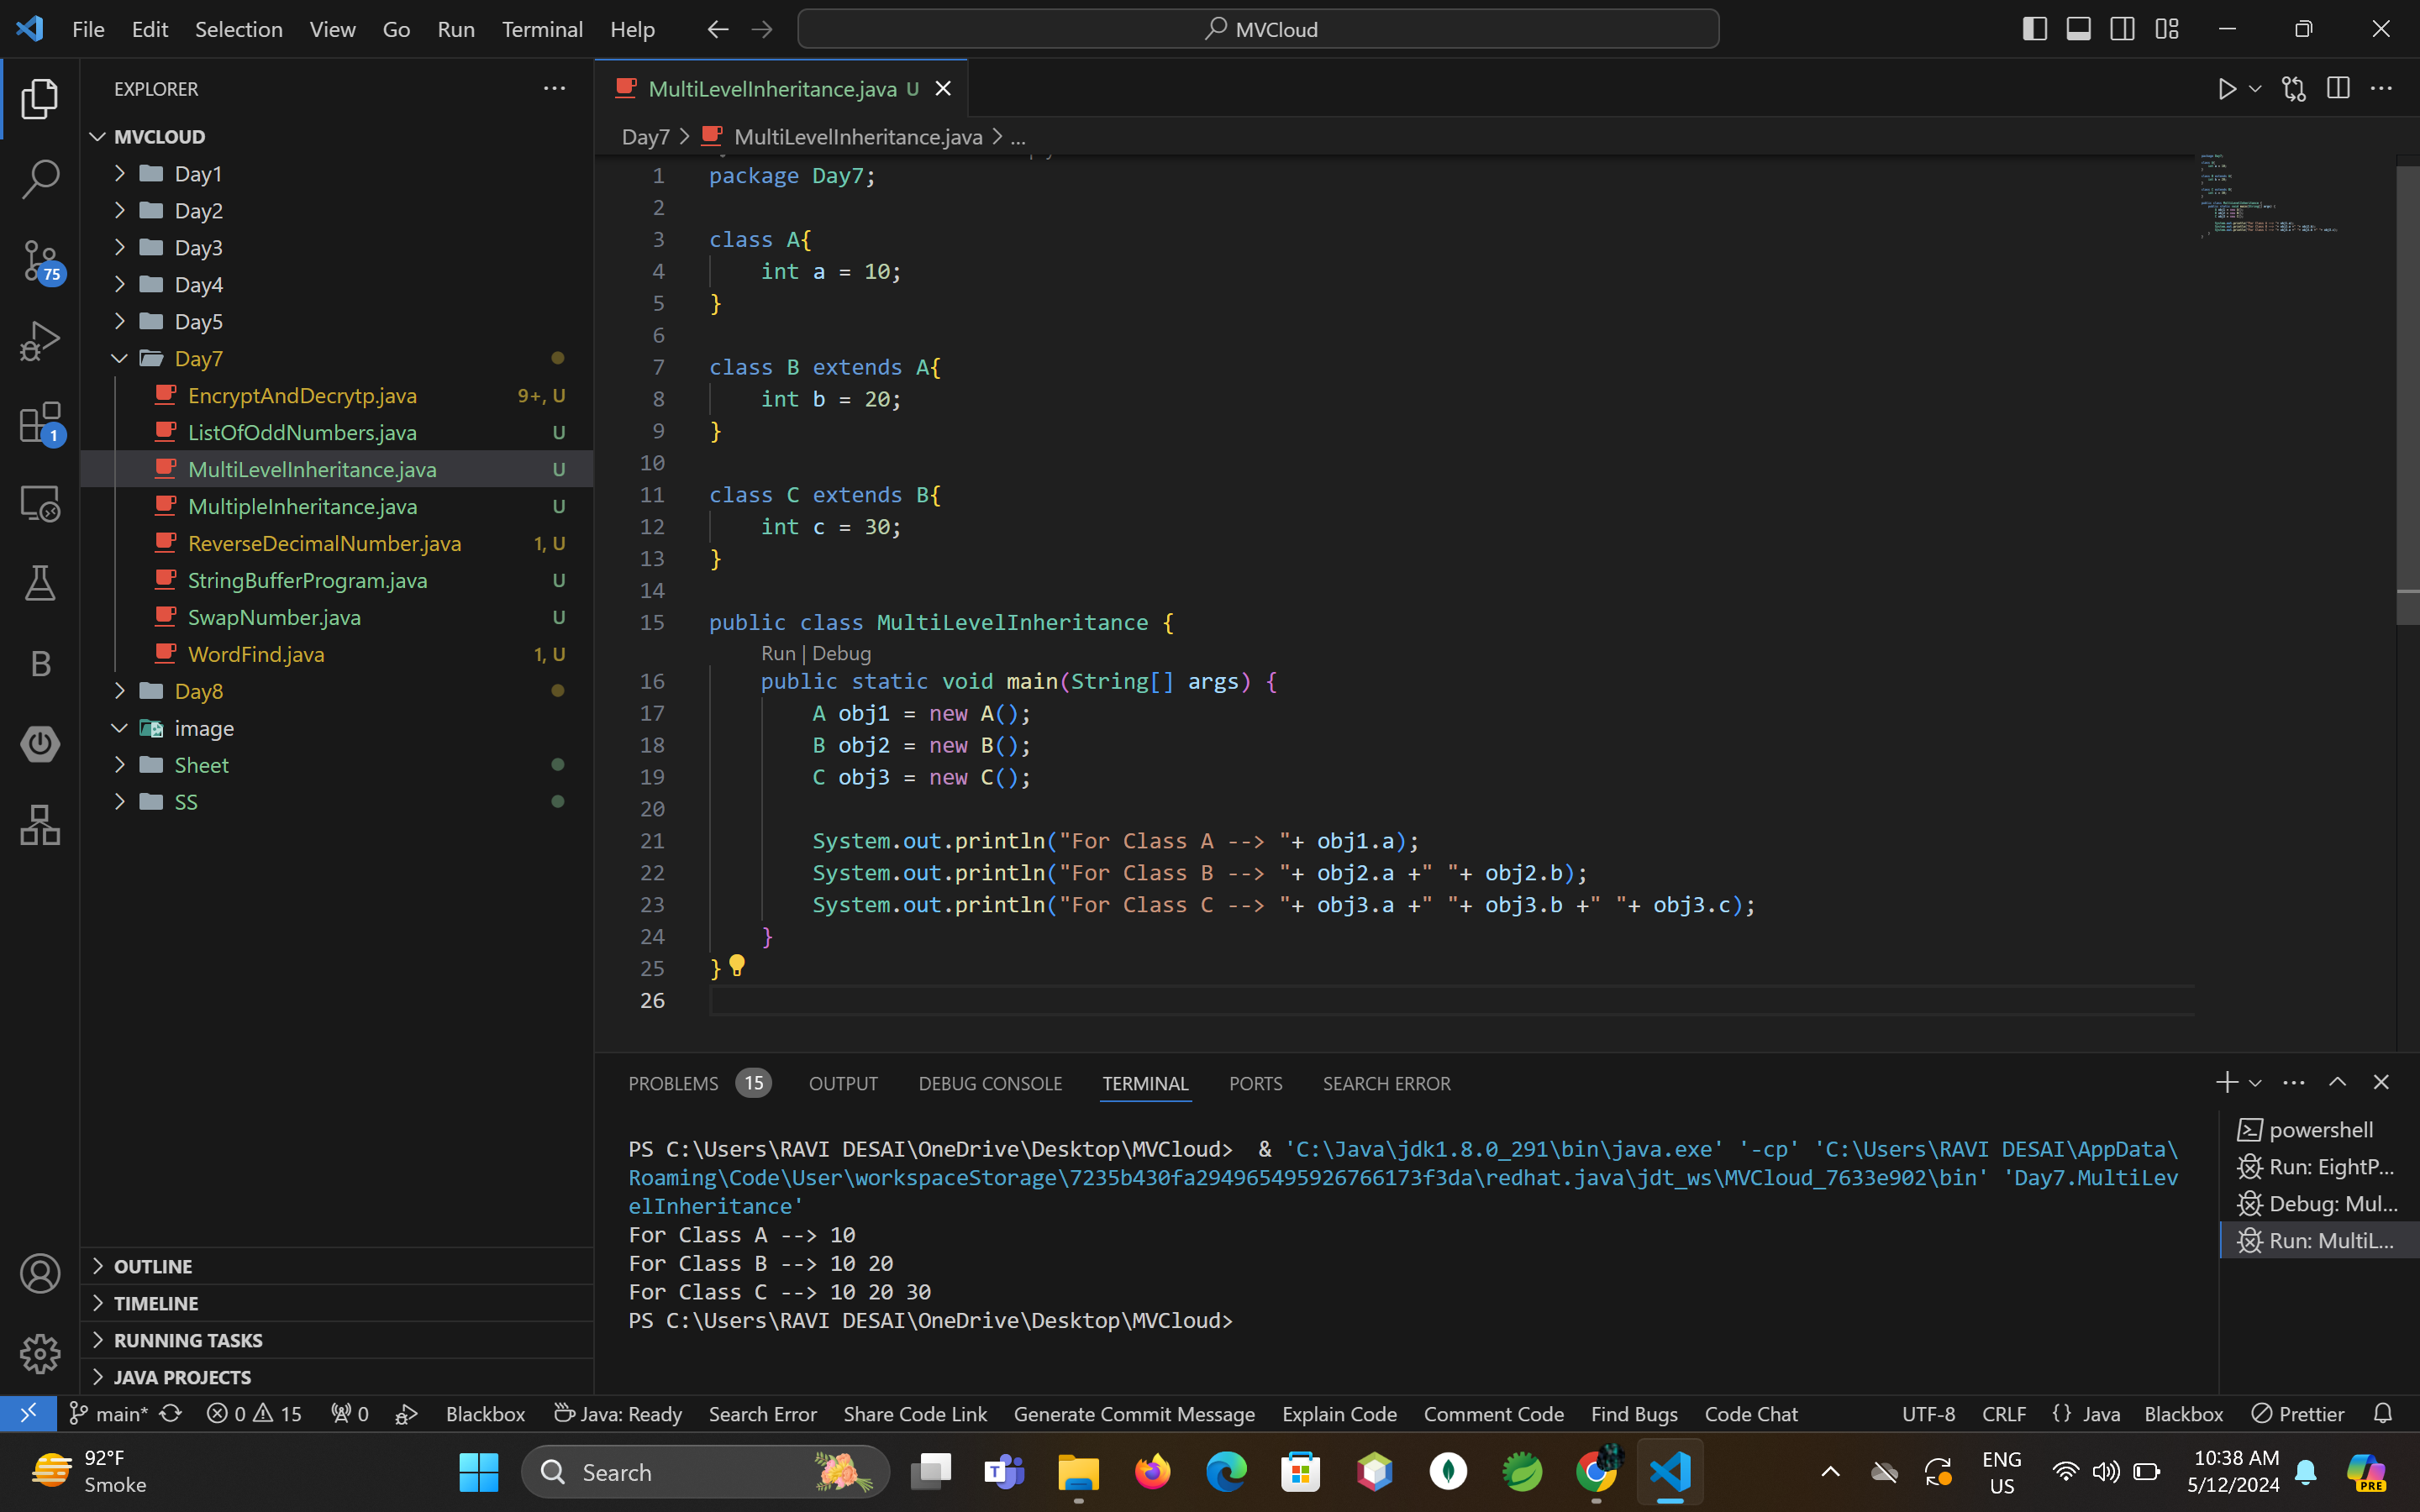 File Edit Selection View Go Run Terminal Help MVCloud
EXPLORER
MVCLOUD
Day1
Day2
Day3
Day4
Day5
Day7
EncryptAndDecrytp.java 9+, U
ListOfOddNumbers.java U
MultiLevelInheritance.java U
MultipleInheritance.java U
ReverseDecimalNumber.java 1, U
StringBufferProgram.java U
SwapNumber.java U
WordFind.java 1, U
Day8
image
Sheet
SS
OUTLINE
TIMELINE
RUNNING TASKS
JAVA PROJECTS
75
1
B
MultiLevelInheritance.java U
Day7 > MultiLevelInheritance.java > ...
1 package Day7;
2
3 class A{
4 int a = 10;
5 }
6
7 class B extends A{
8 int b = 20;
9 }
10
11 class C extends B{
12 int c = 30;
13 }
14
15 public class MultiLevelInheritance {
Run | Debug
16 public static void main(String[] args) {
17 A obj1 = new A();
18 B obj2 = new B();
19 C obj3 = new C();
20
21 System.out.println("For Class A --> "+ obj1.a);
22 System.out.println("For Class B --> "+ obj2.a +" "+ obj2.b);
23 System.out.println("For Class C --> "+ obj3.a +" "+ obj3.b +" "+ obj3.c);
24 }
25 }
26
PROBLEMS 15 OUTPUT DEBUG CONSOLE TERMINAL PORTS SEARCH ERROR
PS C:\Users\RAVI DESAI\OneDrive\Desktop\MVCloud>  & 'C:\Java\jdk1.8.0_291\bin\java.exe' '-cp' 'C:\Users\RAVI DESAI\AppData\
Roaming\Code\User\workspaceStorage\7235b430fa294965495926766173f3da\redhat.java\jdt_ws\MVCloud_7633e902\bin' 'Day7.MultiLev
elInheritance'
For Class A --> 10
For Class B --> 10 20
For Class C --> 10 20 30
PS C:\Users\RAVI DESAI\OneDrive\Desktop\MVCloud>
powershell
Run: EightP...
Debug: Mul...
Run: MultiL...
main* 0 15 0 Blackbox Java: Ready Search Error Share Code Link Generate Commit Message Explain Code Comment Code Find Bugs Code Chat UTF-8 CRLF {} Java Blackbox Prettier
92°F
Smoke
Search
ENG
US
10:38 AM
5/12/2024
PRE